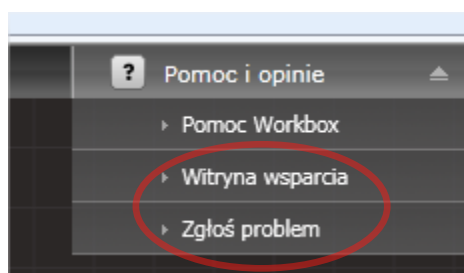 ? Pomoc i opinie
Pomoc Workbox
Witryna wsparcia
Zgłoś problem